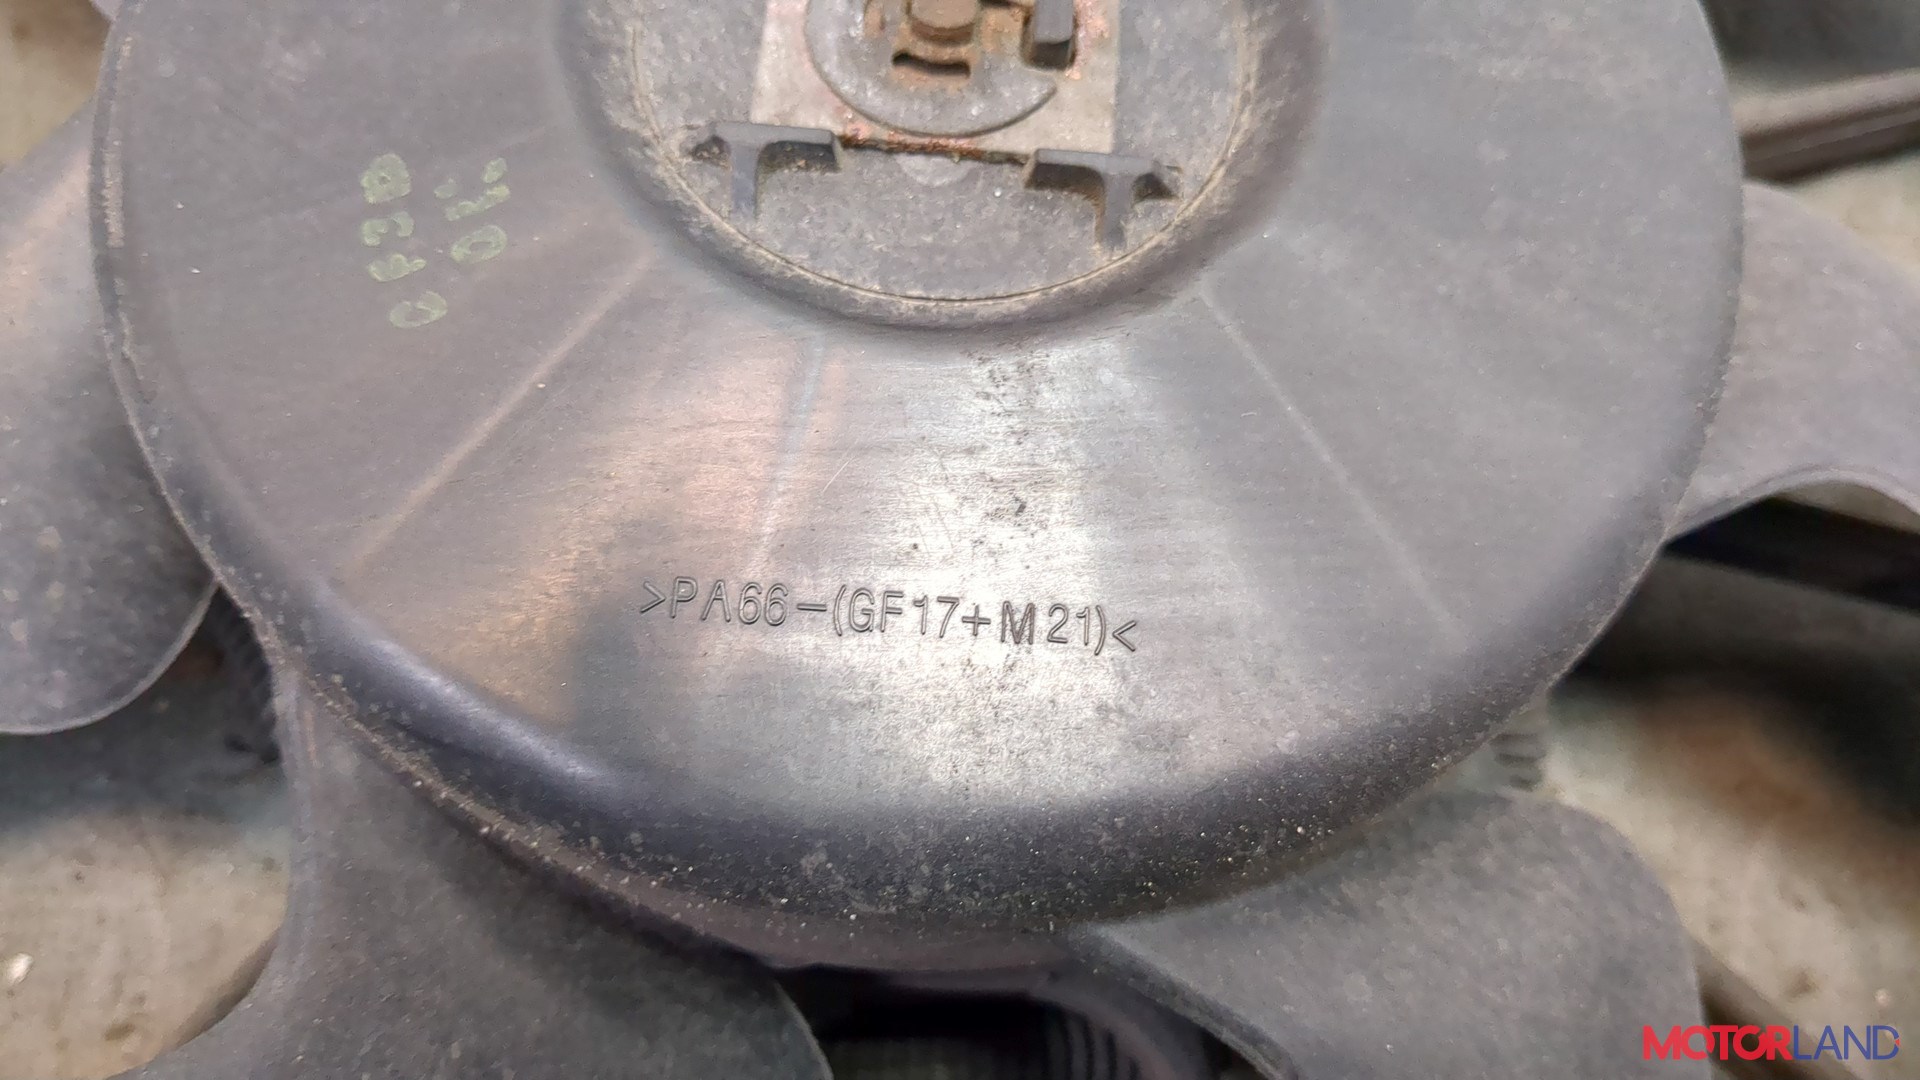 >PA66-(GF17+M21)<
MOTORLAND